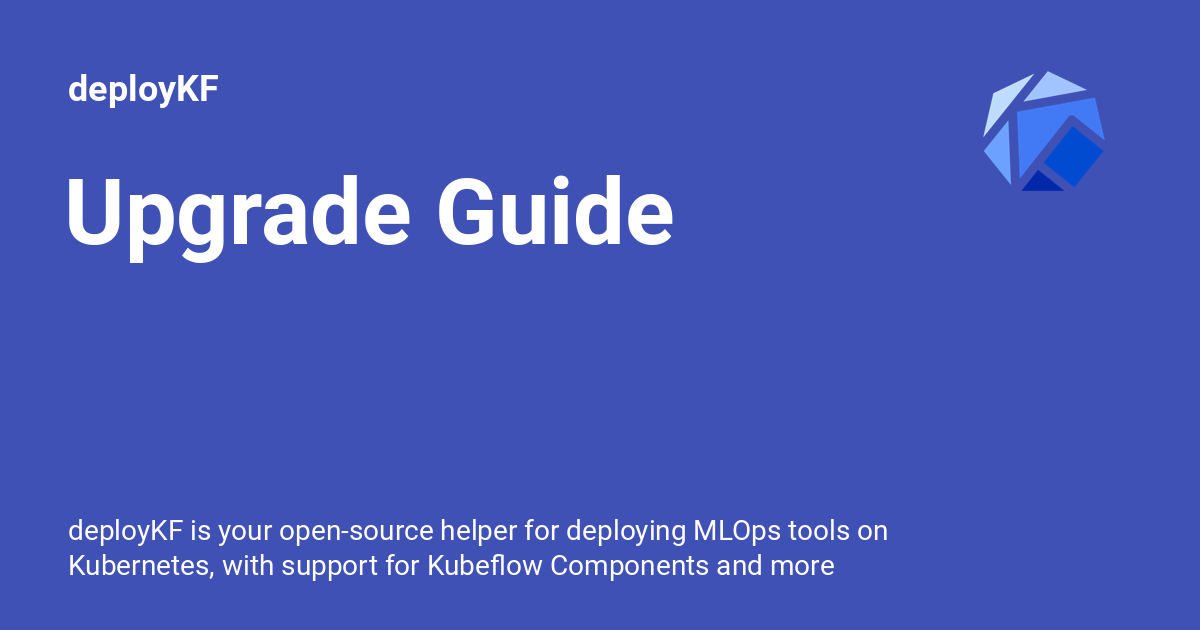 deployKF
Upgrade Guide
deployKF is your open-source helper for deploying MLOps tools on
Kubernetes, with support for Kubeflow Components and more